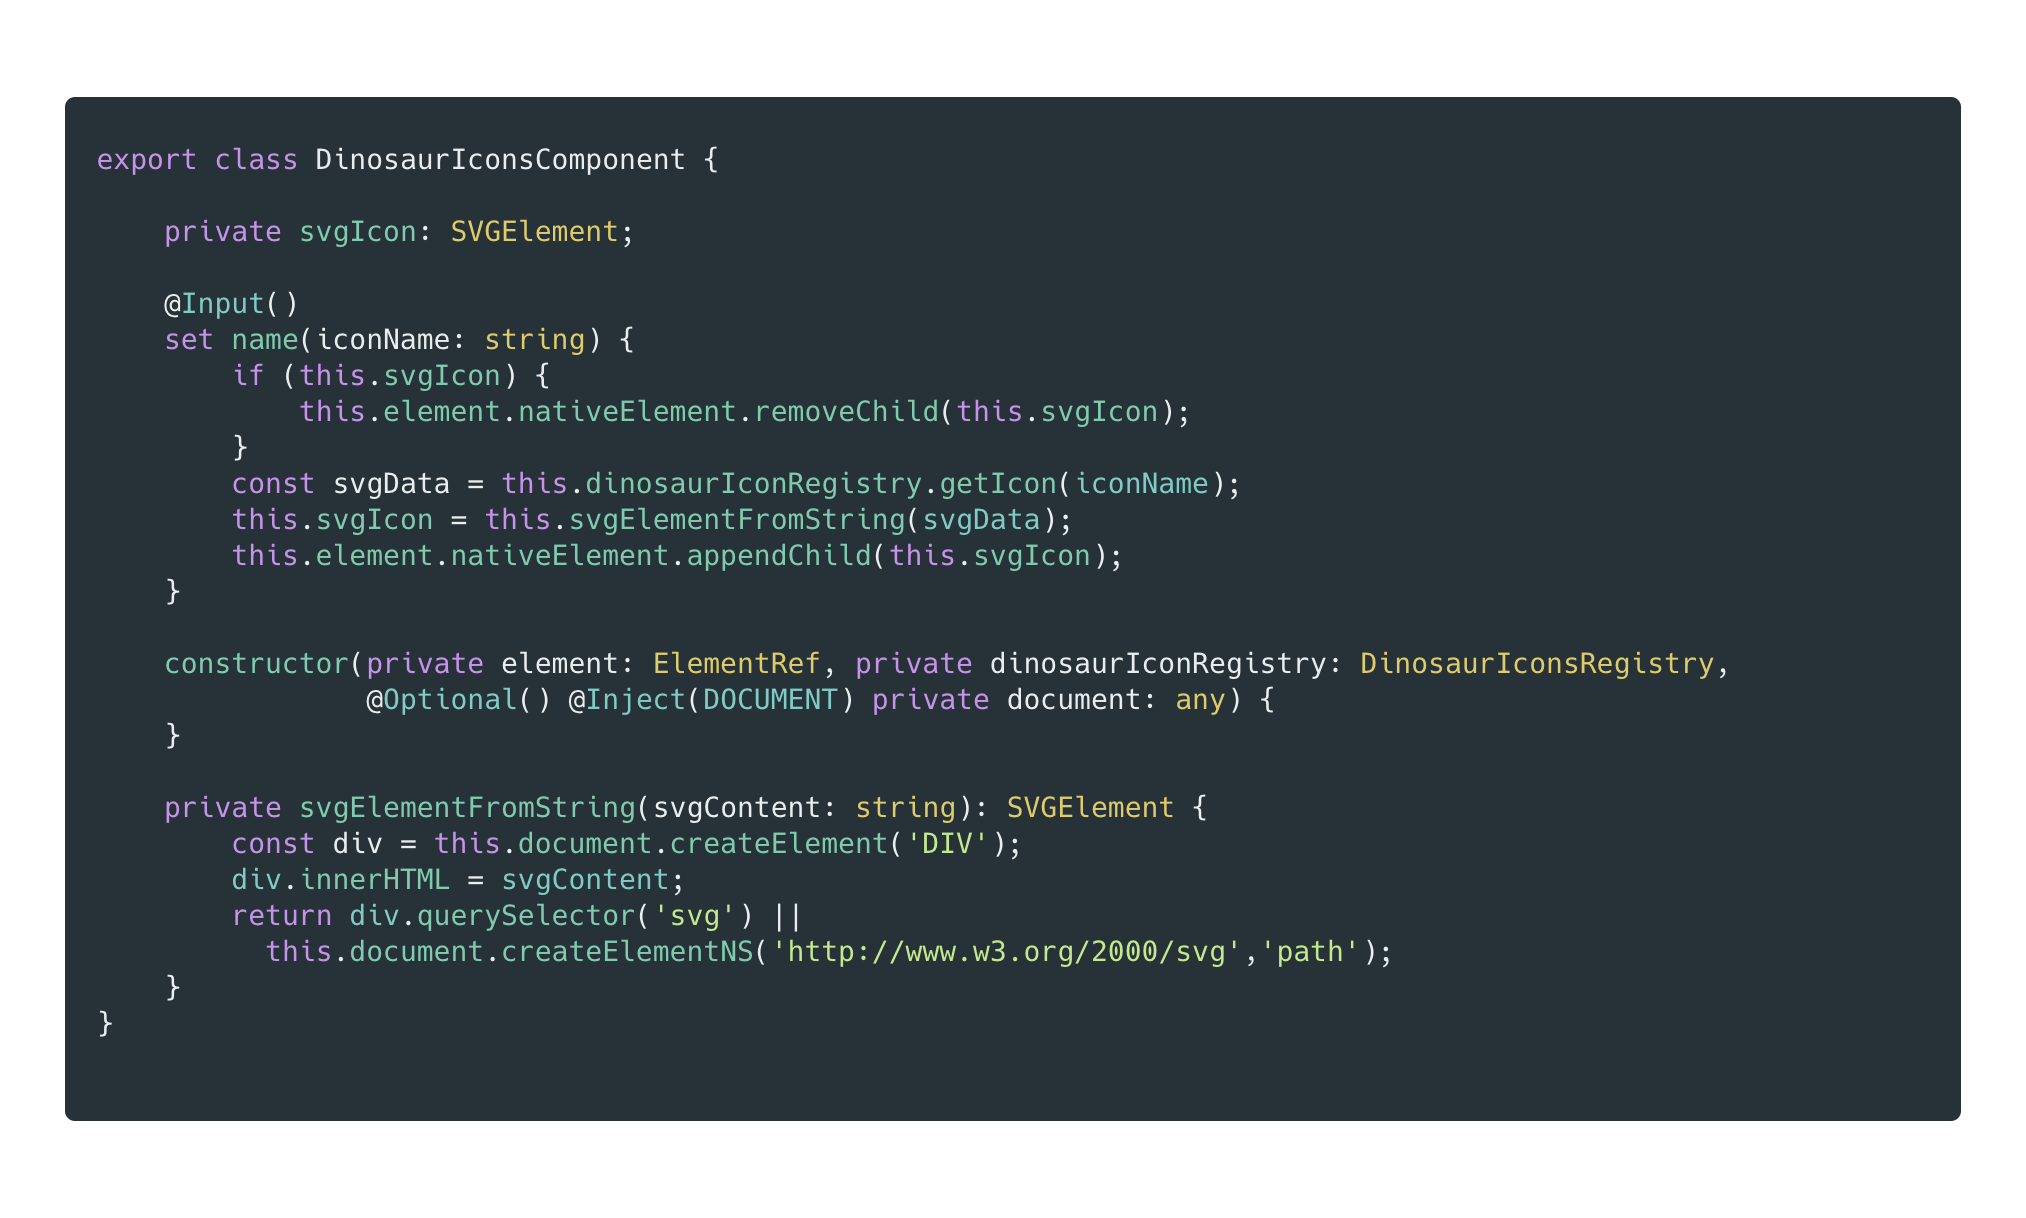 export class DinosaurIconsComponent {
private svgIcon: SVGElement;
@Input()
set name(iconName: string) {
if (this.svgIcon) {
this.element.nativeElement.removeChild(this.svgIcon);
}
const svgData = this.dinosaurIconRegistry.getIcon(iconName);
this.svgIcon = this.svgElementFromString(svgData);
this.element.nativeElement.appendChild(this.svgIcon);
}
constructor(private element: ElementRef, private dinosaurIconRegistry: DinosaurIconsRegistry,
@Optional() @Inject(DOCUMENT) private document: any) {
}
private svgElementFromString(svgContent: string): SVGElement {
const div = this.document.createElement('DIV');
div.innerHTML = svgContent;
return div.querySelector('svg') ||
this.document.createElementNS('http://www.w3.org/2000/svg','path');
}
}